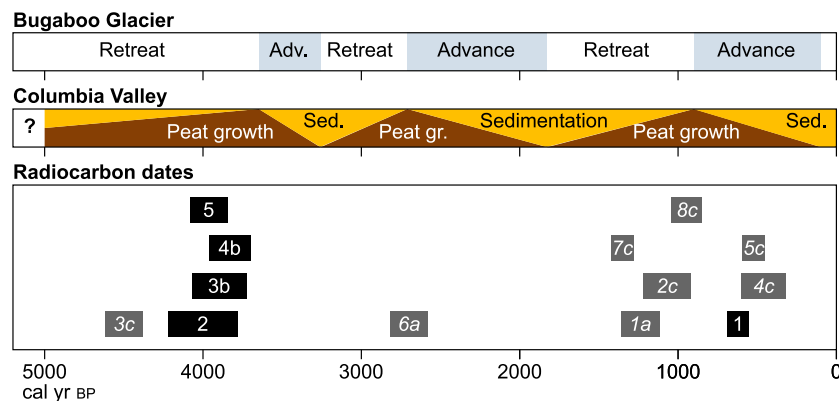 Bugaboo Glacier
Retreat Adv. Retreat Advance Retreat Advance
Columbia Valley
? Peat growth Sed. Peat gr. Sedimentation Peat growth Sed.
Radiocarbon dates
5 8c
4b 7c 5c
3b 2c 4c
3c 2 6a 1a 1
5000 4000 3000 2000 1000 0
cal yr BP